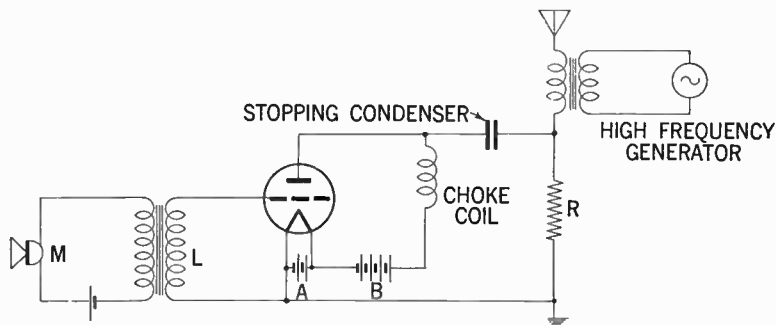 STOPPING CONDENSER
HIGH FREQUENCY
GENERATOR
CHOKE
COIL
R
M
L
A
B